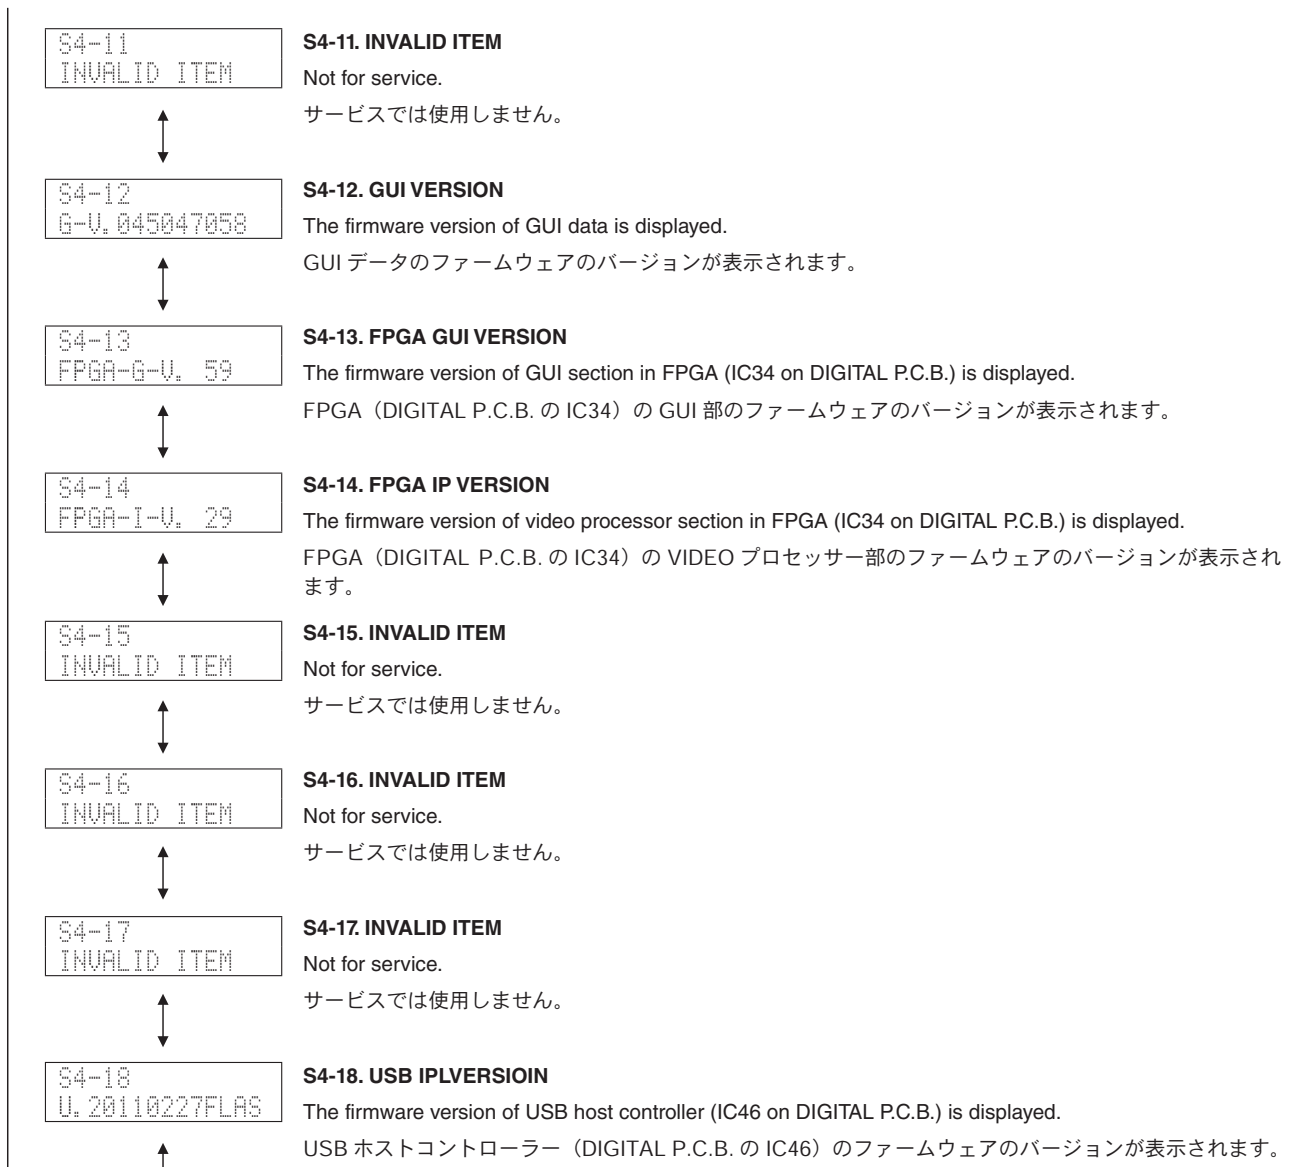 S4-11
INVALID ITEM
S4-11. INVALID ITEM
Not for service.
サービスでは使用しません。
S4-12
G-V.045047058
S4-12. GUI VERSION
The firmware version of GUI data is displayed.
GUI データのファームウェアのバージョンが表示されます。
S4-13
FPGA-G-V. 59
S4-13. FPGA GUI VERSION
The firmware version of GUI section in FPGA (IC34 on DIGITAL P.C.B.) is displayed.
FPGA（DIGITAL P.C.B. の IC34）の GUI 部のファームウェアのバージョンが表示されます。
S4-14
FPGA-I-V. 29
S4-14. FPGA IP VERSION
The firmware version of video processor section in FPGA (IC34 on DIGITAL P.C.B.) is displayed.
FPGA（DIGITAL P.C.B. の IC34）の VIDEO プロセッサー部のファームウェアのバージョンが表示され
ます。
S4-15
INVALID ITEM
S4-15. INVALID ITEM
Not for service.
サービスでは使用しません。
S4-16
INVALID ITEM
S4-16. INVALID ITEM
Not for service.
サービスでは使用しません。
S4-17
INVALID ITEM
S4-17. INVALID ITEM
Not for service.
サービスでは使用しません。
S4-18
U.20110227FLAS
S4-18. USB IPLVERSIOIN
The firmware version of USB host controller (IC46 on DIGITAL P.C.B.) is displayed.
USB ホストコントローラー（DIGITAL P.C.B. の IC46）のファームウェアのバージョンが表示されます。